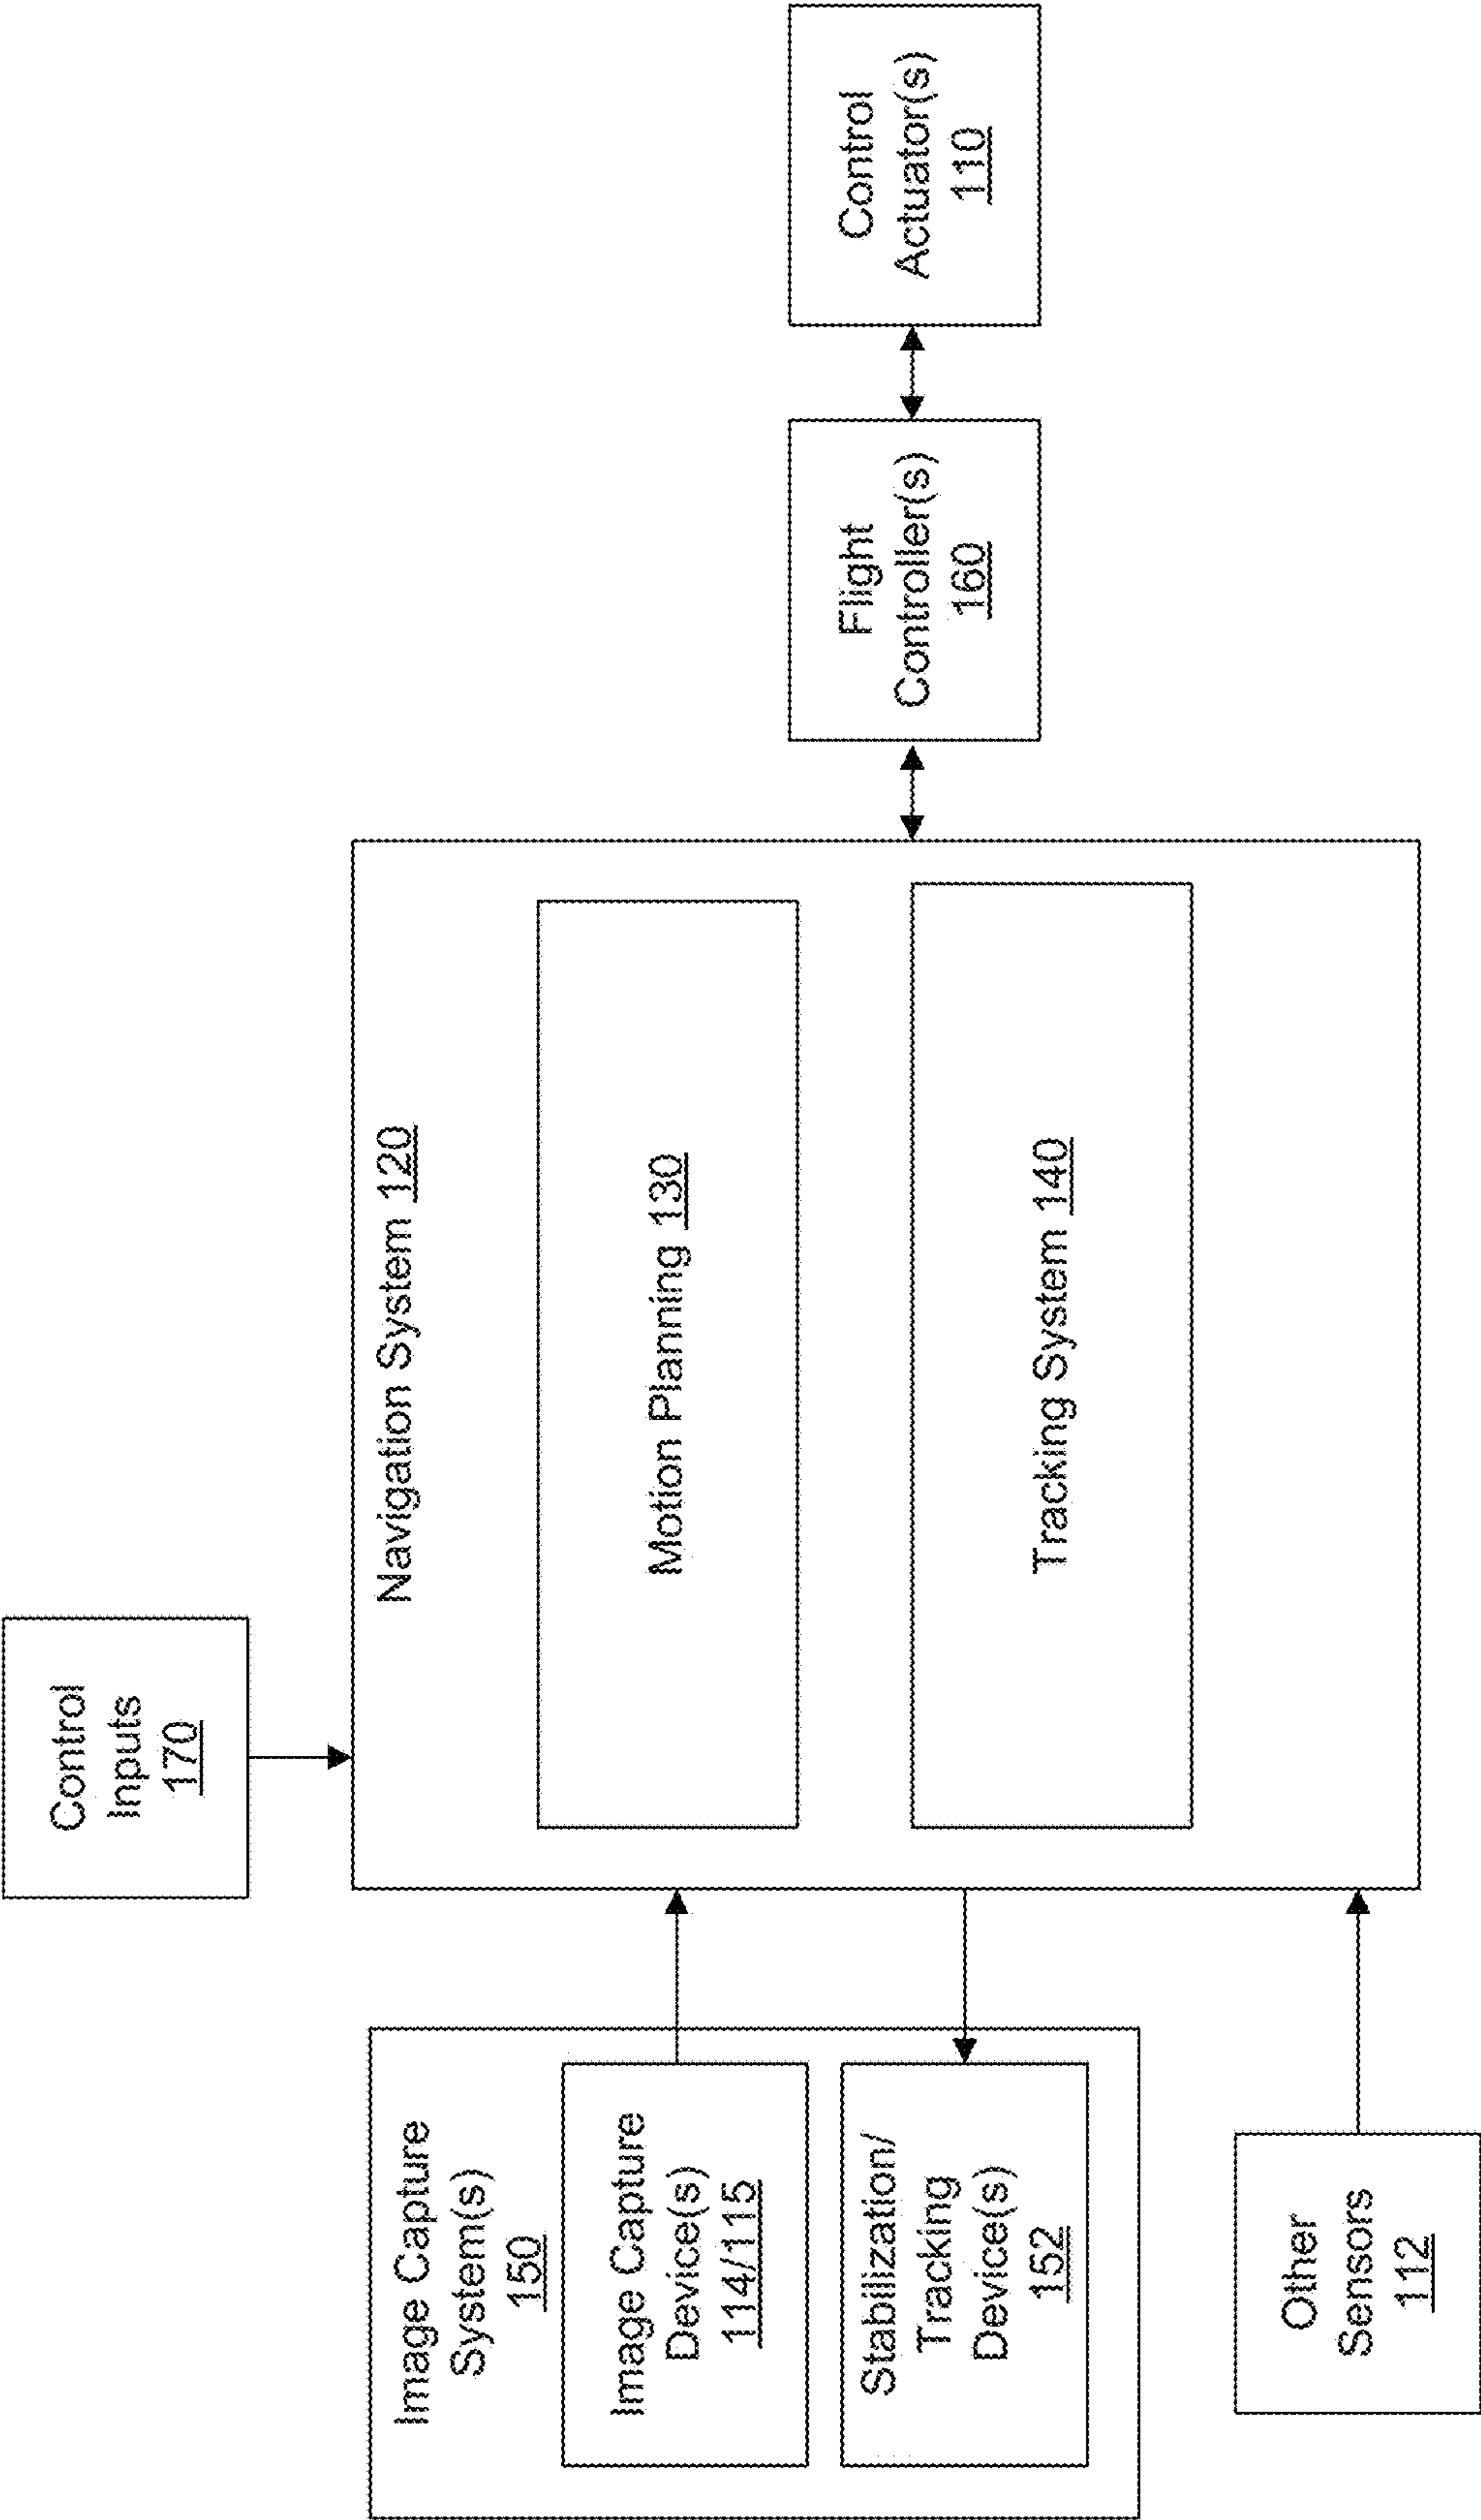 Control
Inputs
170
Image Capture
System(s)
150
Image Capture
Device(s)
114/115
Stabilization/
Tracking
Device(s)
152
Other
Sensors
112
Navigation System 120
Motion Planning 130
Tracking System 140
Flight
Controller(s)
160
Control
Actuator(s)
110